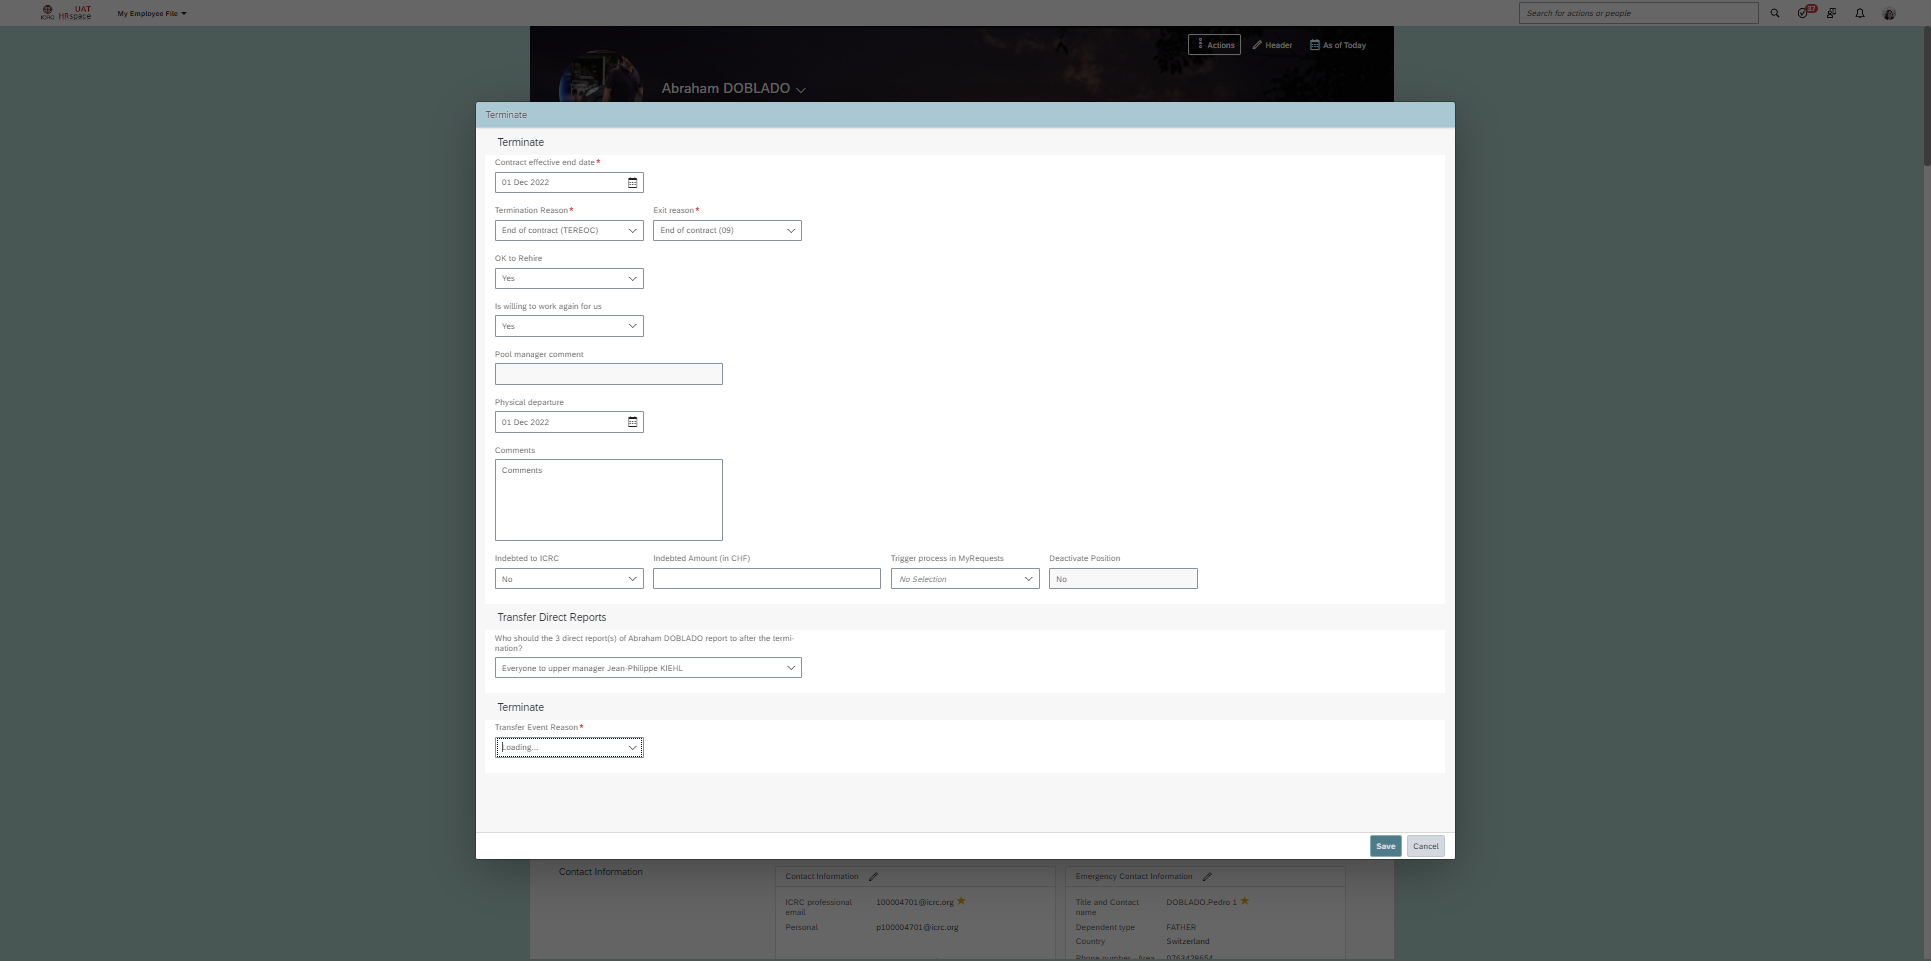 ICRC
UAT
HRspace
My Employee File
Search for actions or people
37
Actions
Header
As of Today
Abraham DOBLADO
Terminate
Terminate
Contract effective end date*
01 Dec 2022
Termination Reason* Exit reason*
End of contract (TEREOC) End of contract (09)
OK to Rehire
Yes
Is willing to work again for us
Yes
Pool manager comment
Physical departure
01 Dec 2022
Comments
Comments
Indebted to ICRC Indebted Amount (in CHF) Trigger process in MyRequests Deactivate Position
No No Selection No
Transfer Direct Reports
Who should the 3 direct report(s) of Abraham DOBLADO report to after the termi-
nation?
Everyone to upper manager Jean-Philippe KIEHL
Terminate
Transfer Event Reason*
Loading...
Save Cancel
Contact Information
Contact Information
ICRC professional 100004701@icrc.org
email
Personal p100004701@icrc.org
Emergency Contact Information
Title and Contact DOBLADO,Pedro 1
name
Dependent type FATHER
Country Switzerland
Phone number - Area 0763429654